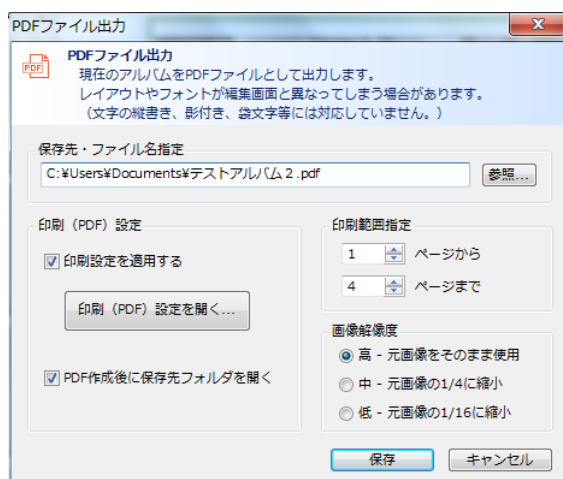 PDFファイル出力
PDF
PDFファイル出力
現在のアルバムをPDFファイルとして出力します。
レイアウトやフォントが編集画面と異なってしまう場合があります。
(文字の縦書き、影付き、袋文字等には対応していません。)
保存先・ファイル名指定
C:¥Users¥Documents¥テストアルバム2.pdf
参照...
印刷(PDF)設定
印刷設定を適用する
印刷(PDF)設定を開く...
PDF作成後に保存先フォルダを開く
印刷範囲指定
1 ページから
4 ページまで
画像解像度
高 - 元画像をそのまま使用
中 - 元画像の1/4に縮小
低 - 元画像の1/16に縮小
保存
キャンセル